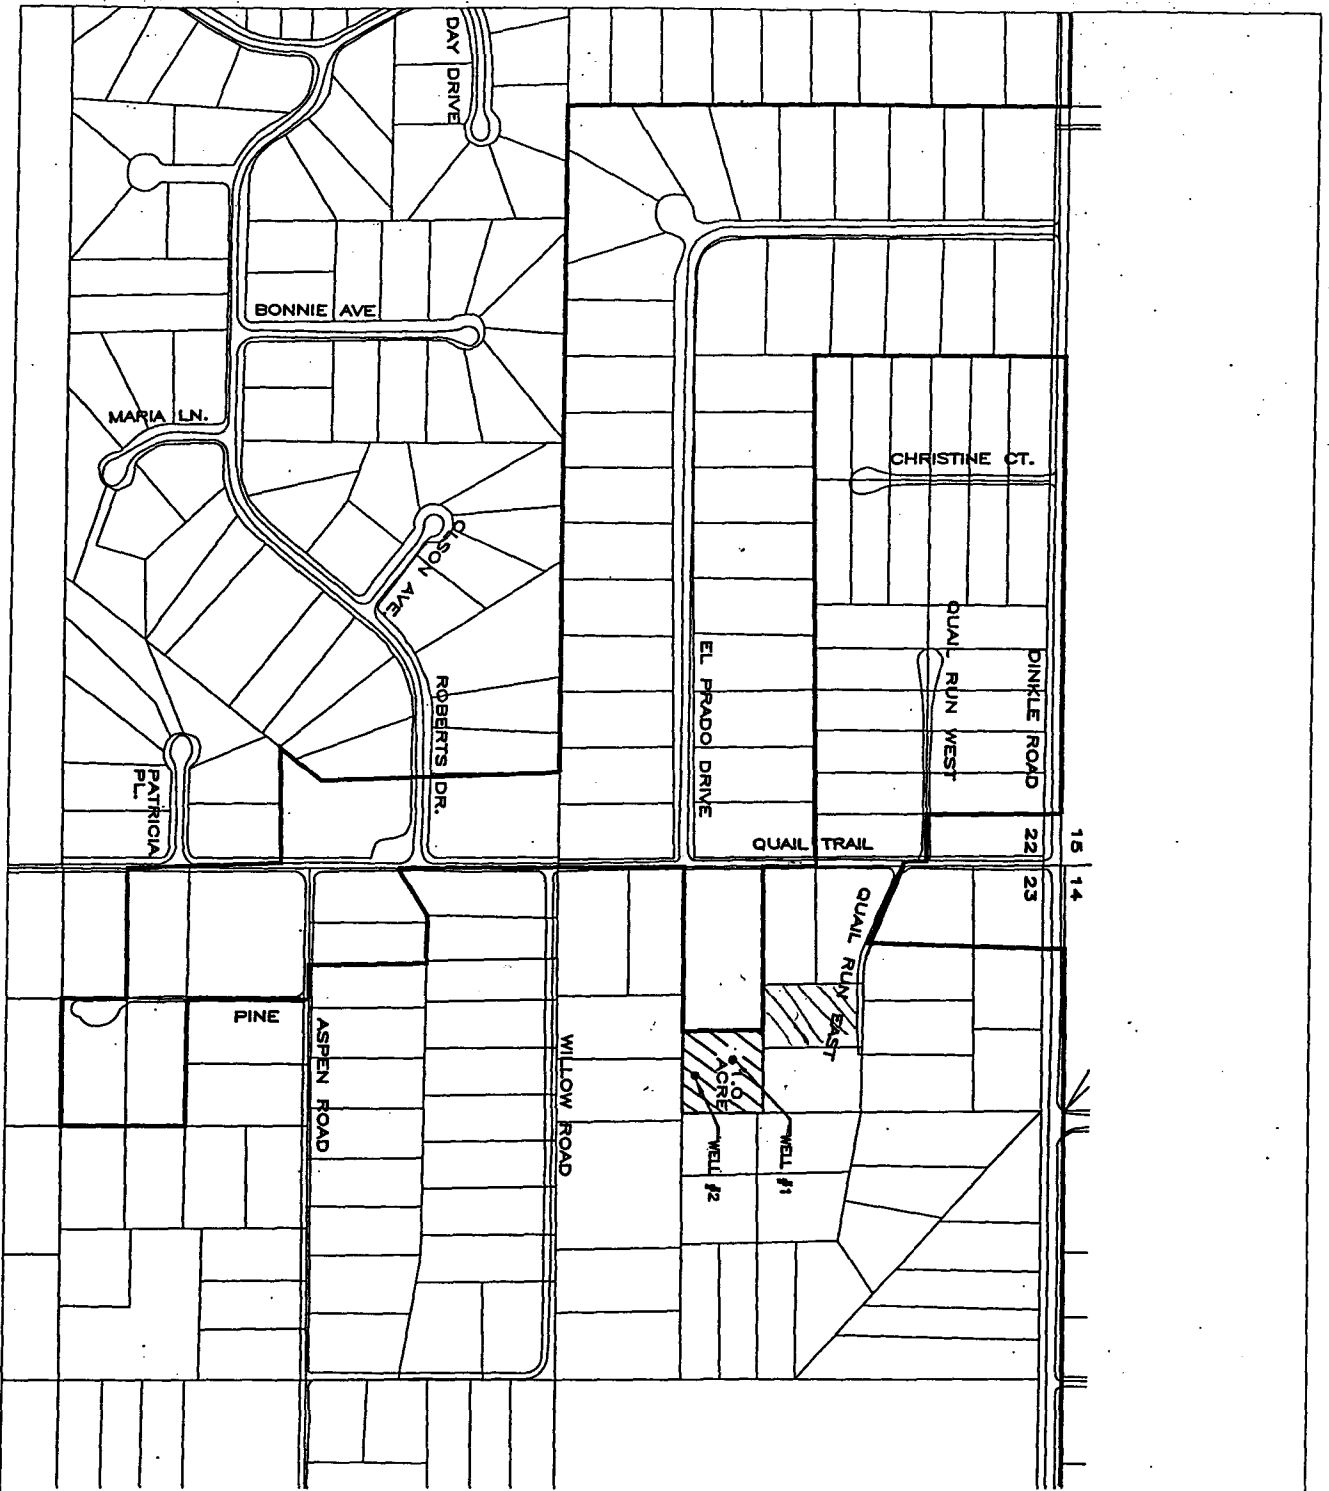 DAY DRIVE
BONNIE AVE
MARIA LN.
CHRISTINE CT.
OLSON AVE.
QUAIL RUN WEST
DINKLE ROAD
EL PRADO DRIVE
ROBERTS DR.
PATRICIA
PL.
QUAIL TRAIL
22
15
23
14
QUAIL RUN EAST
PINE
ASPEN ROAD
WILLOW ROAD
1.0
ACRE
WELL #1
WELL #2